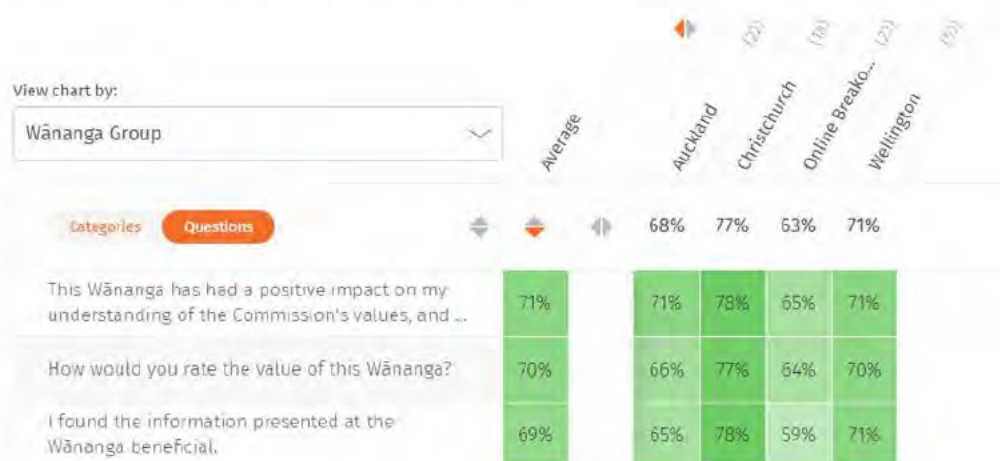 (22) (18) (23) (53)
View chart by:
Wānanga Group
Average Auckland Christchurch Online Breako... Wellington
Categories Questions 68% 77% 63% 71%
This Wānanga has had a positive impact on my
understanding of the Commission's values, and ...
71% 71% 78% 65% 71%
How would you rate the value of this Wānanga? 70% 66% 77% 64% 70%
I found the information presented at the
Wānanga beneficial.
69% 65% 78% 59% 71%